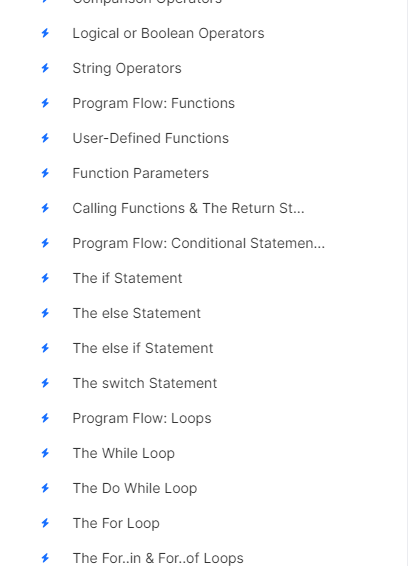 Comparison Operators
Logical or Boolean Operators
String Operators
Program Flow: Functions
User-Defined Functions
Function Parameters
Calling Functions & The Return St...
Program Flow: Conditional Statemen...
The if Statement
The else Statement
The else if Statement
The switch Statement
Program Flow: Loops
The While Loop
The Do While Loop
The For Loop
The For..in & For..of Loops